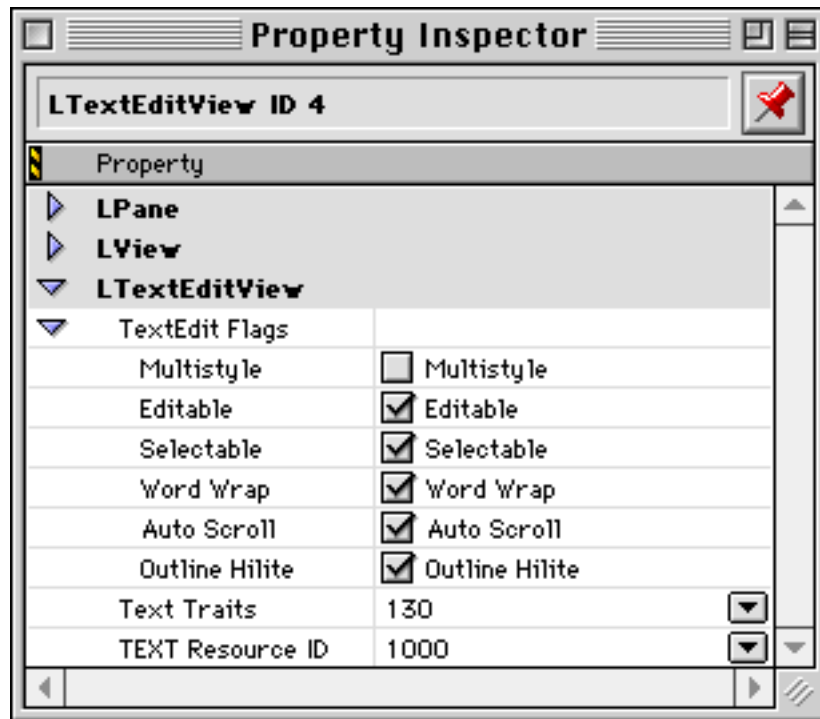 Property Inspector
LTextEditView ID 4
Property
LPane
LView
LTextEditView
TextEdit Flags
Multistyle Multistyle
Editable Editable
Selectable Selectable
Word Wrap Word Wrap
Auto Scroll Auto Scroll
Outline Hilite Outline Hilite
Text Traits 130
TEXT Resource ID 1000